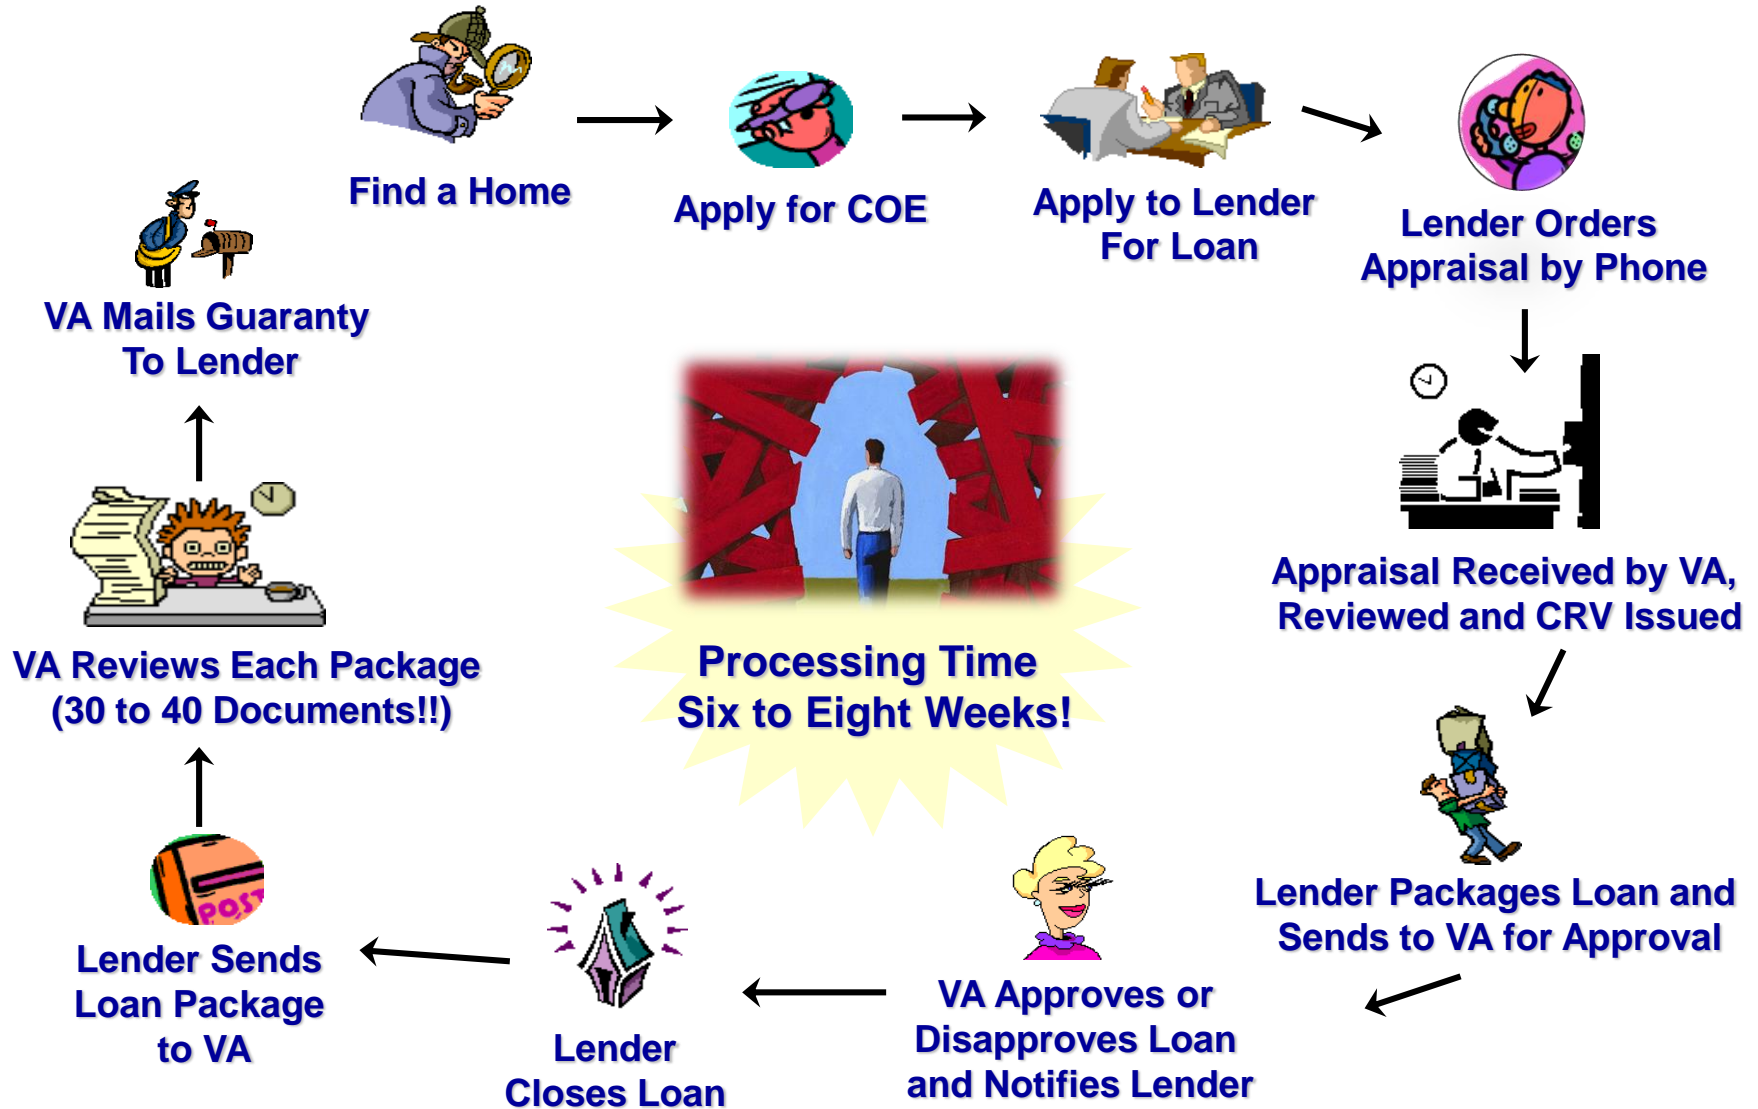 Find a Home
Apply for COE
Apply to Lender
For Loan
Lender Orders
Appraisal by Phone
Appraisal Received by VA,
Reviewed and CRV Issued
Lender Packages Loan and
Sends to VA for Approval
VA Approves or
Disapproves Loan
and Notifies Lender
Lender
Closes Loan
POST
Lender Sends
Loan Package
to VA
VA Reviews Each Package
(30 to 40 Documents!!)
VA Mails Guaranty
To Lender
Processing Time
Six to Eight Weeks!